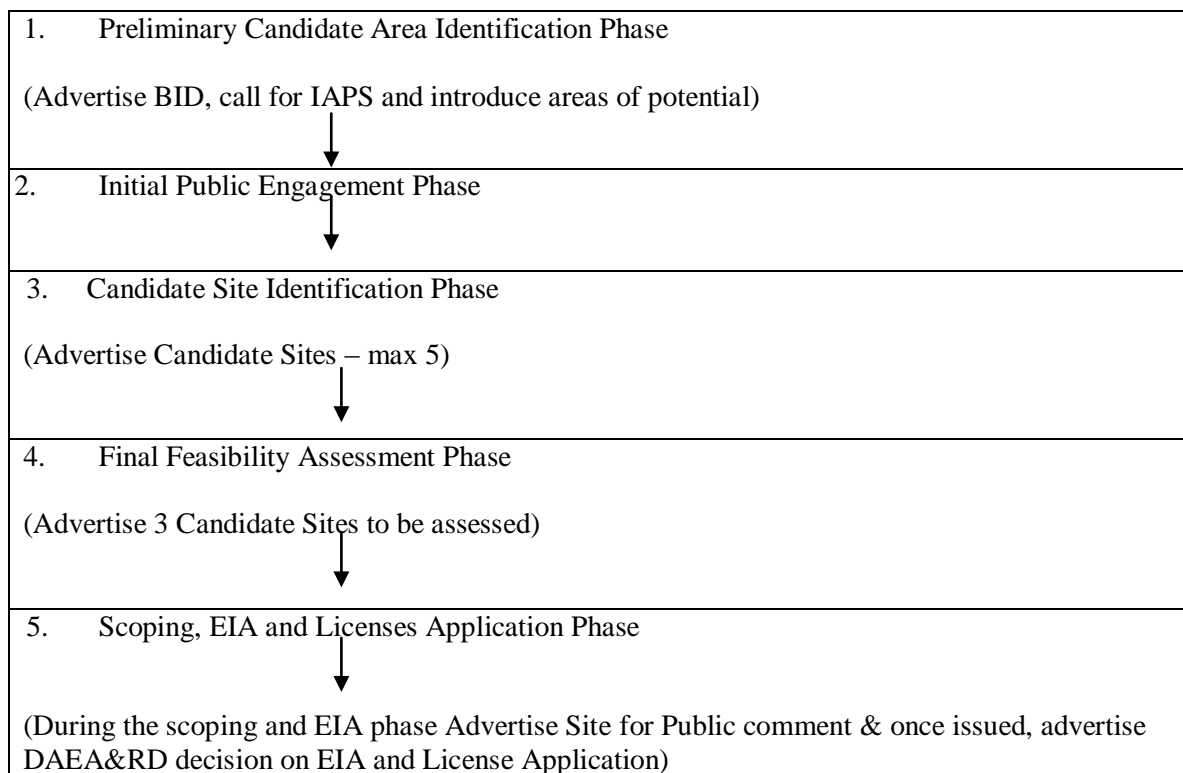 1. Preliminary Candidate Area Identification Phase
(Advertise BID, call for IAPS and introduce areas of potential)
2. Initial Public Engagement Phase
3. Candidate Site Identification Phase
(Advertise Candidate Sites – max 5)
4. Final Feasibility Assessment Phase
(Advertise 3 Candidate Sites to be assessed)
5. Scoping, EIA and Licenses Application Phase
(During the scoping and EIA phase Advertise Site for Public comment & once issued, advertise
DAEA&RD decision on EIA and License Application)